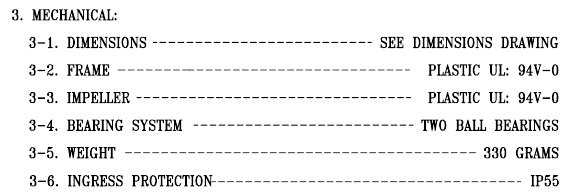 3. MECHANICAL:
3-1. DIMENSIONS ------------------------- SEE DIMENSIONS DRAWING
3-2. FRAME --------------------------------- PLASTIC UL: 94V-0
3-3. IMPELLER ------------------------------- PLASTIC UL: 94V-0
3-4. BEARING SYSTEM ------------------------- TWO BALL BEARINGS
3-5. WEIGHT ---------------------------------------- 330 GRAMS
3-6. INGRESS PROTECTION----------------------------------- IP55